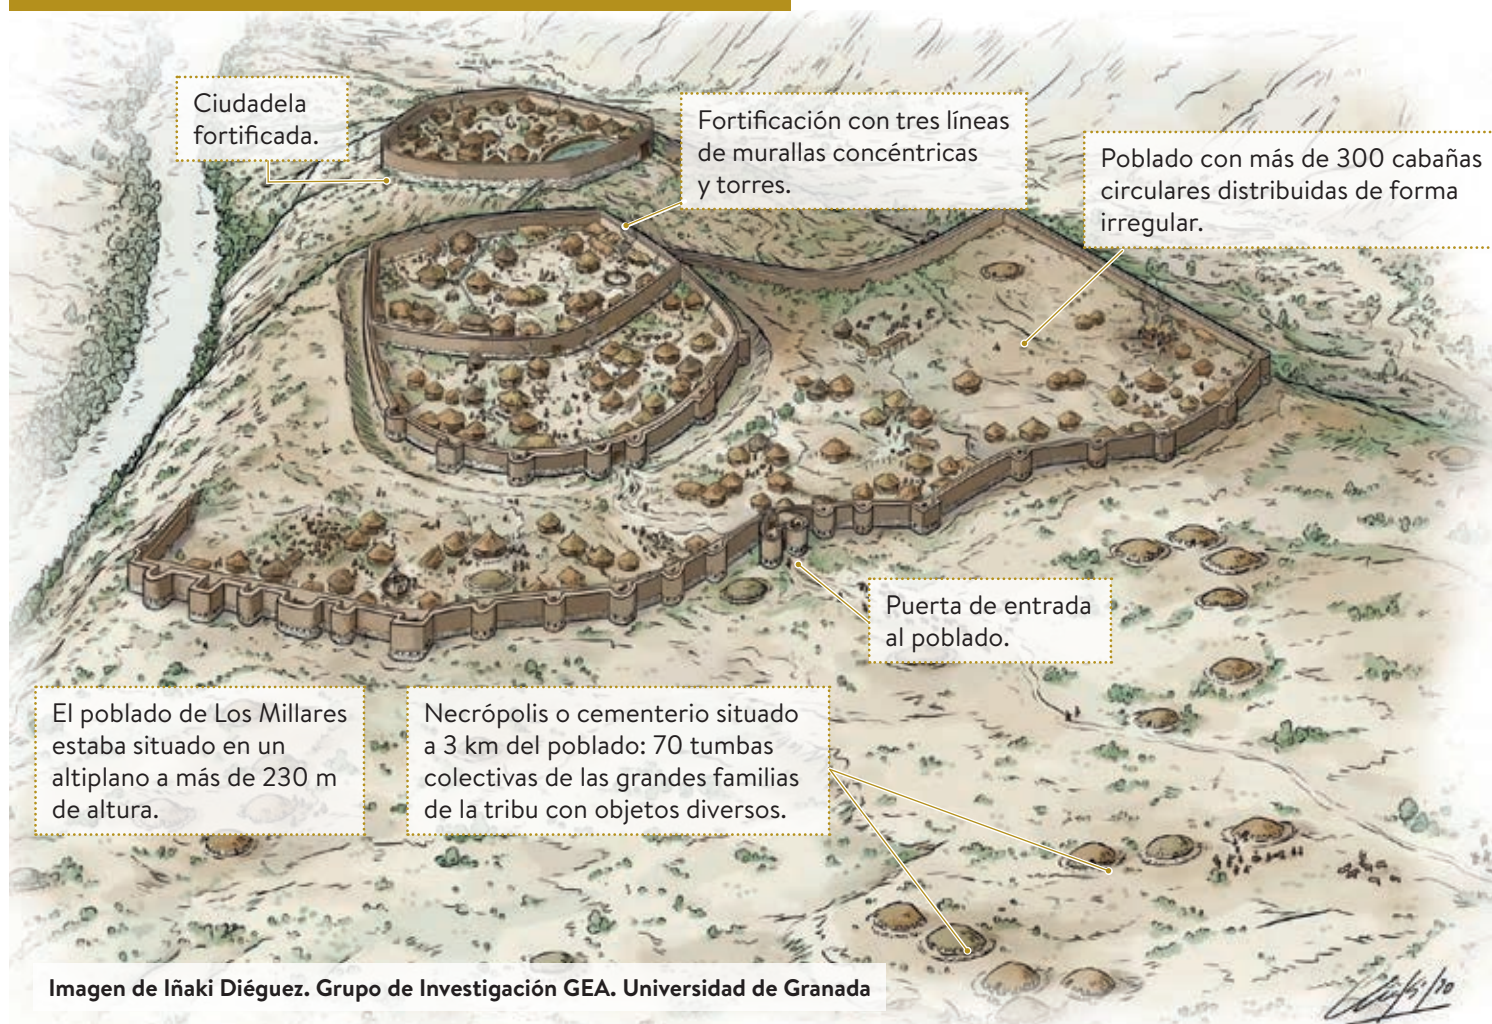 Ciudadela
fortificada.
Fortificación con tres líneas
de murallas concéntricas
y torres.
Poblado con más de 300 cabañas
circulares distribuidas de forma
irregular.
Puerta de entrada
al poblado.
El poblado de Los Millares
estaba situado en un
altiplano a más de 230 m
de altura.
Necrópolis o cementerio situado
a 3 km del poblado: 70 tumbas
colectivas de las grandes familias
de la tribu con objetos diversos.
Imagen de Iñaki Diéguez. Grupo de Investigación GEA. Universidad de Granada